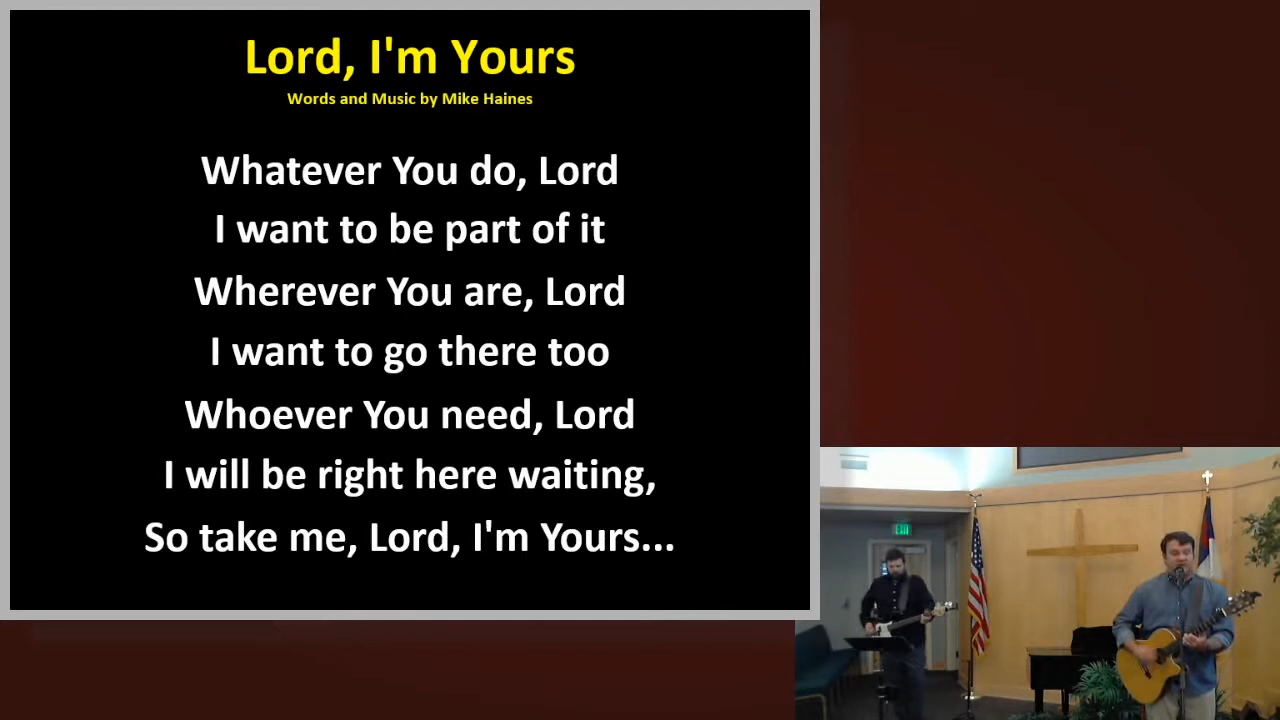 Lord, I'm Yours
Words and Music by Mike Haines
Whatever You do, Lord
I want to be part of it
Wherever You are, Lord
I want to go there too
Whoever You need, Lord
I will be right here waiting,
So take me, Lord, I'm Yours...
EXIT